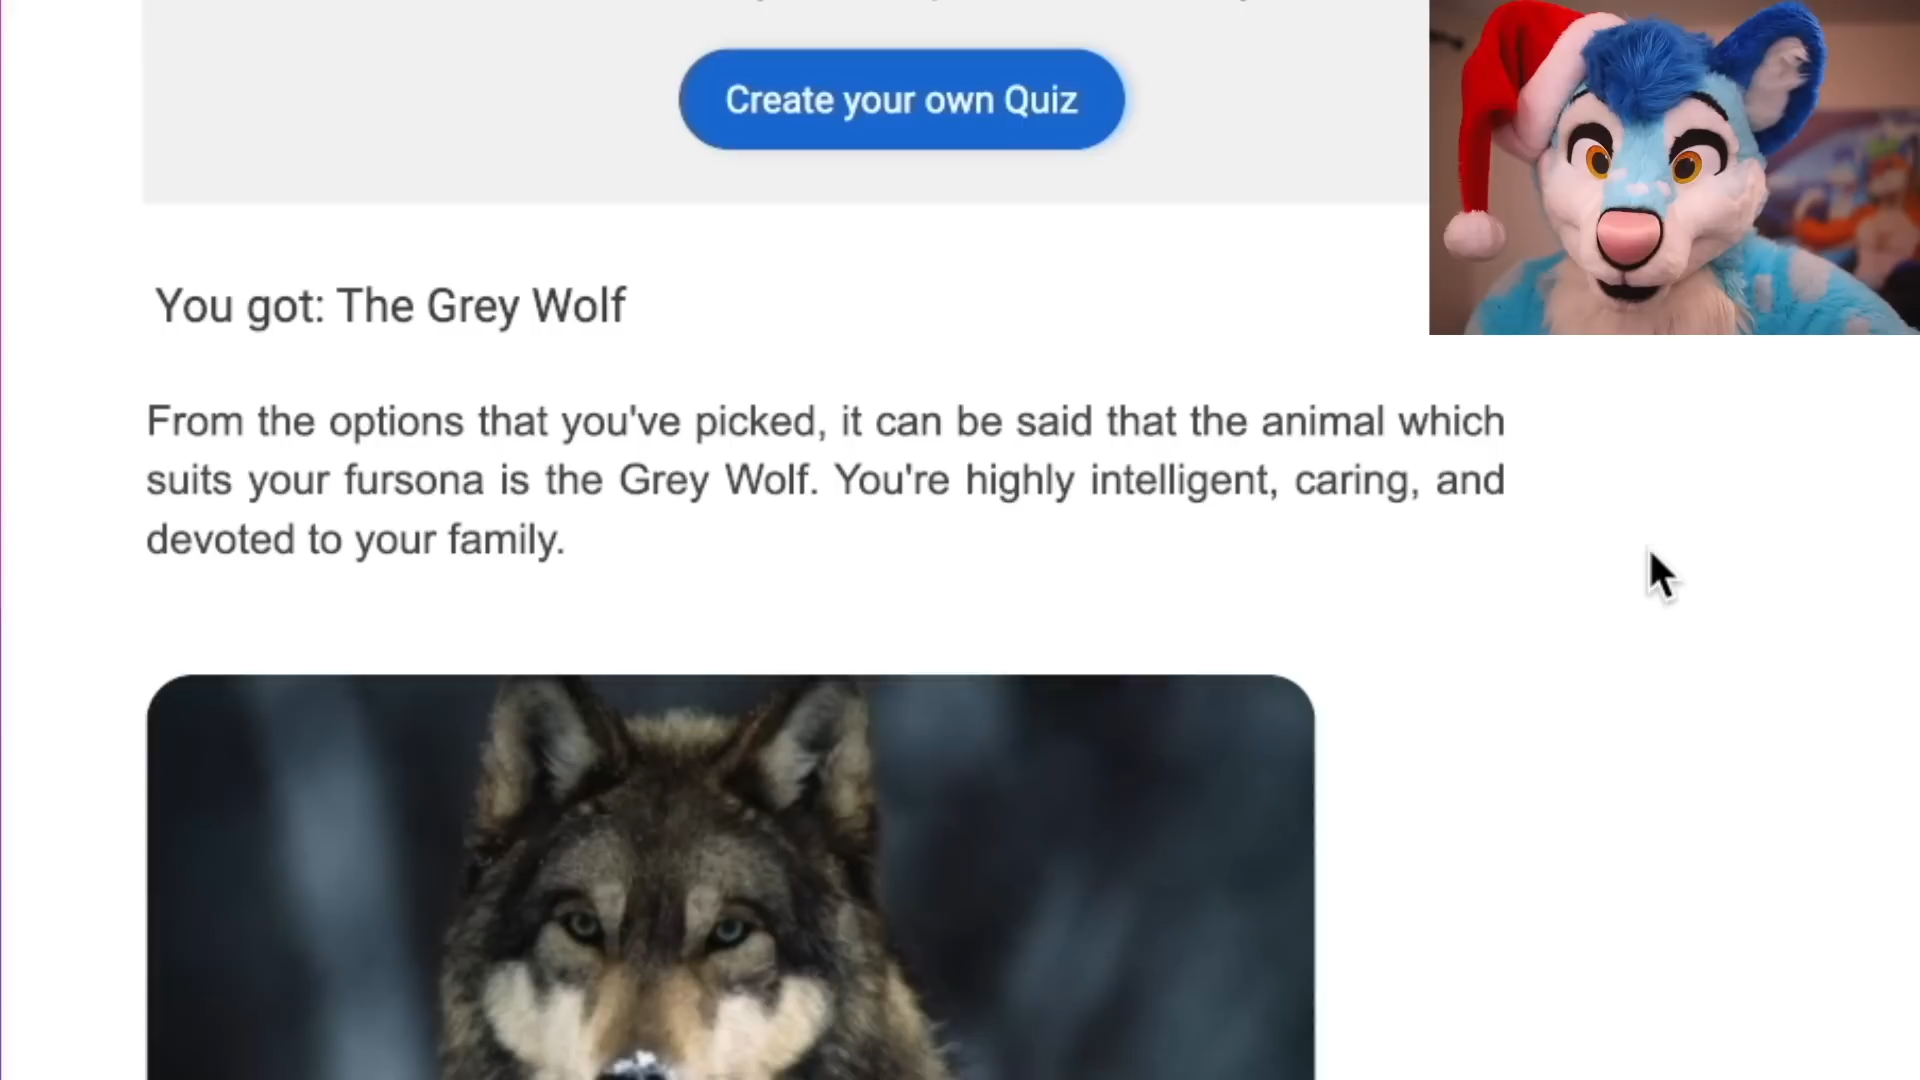 Create your own Quiz
You got: The Grey Wolf
From the options that you've picked, it can be said that the animal which
suits your fursona is the Grey Wolf. You're highly intelligent, caring, and
devoted to your family.